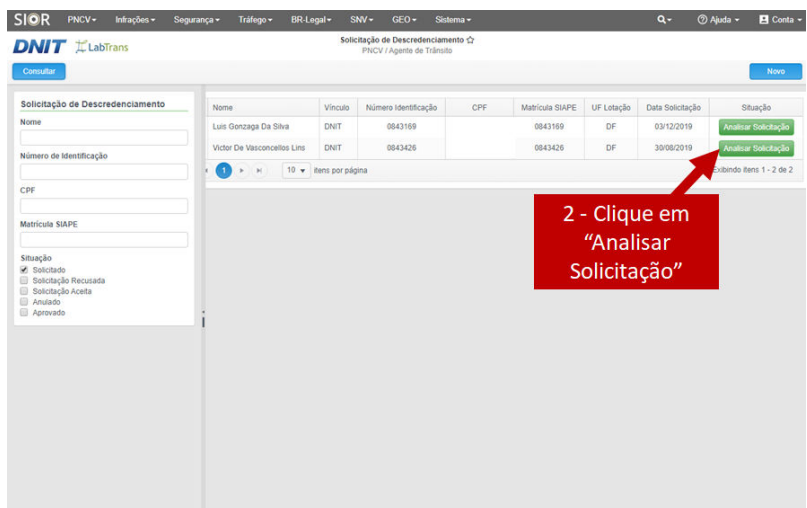 SIOR PNCV Infrações Segurança Tráfego BR-Legal SNV GEO Sistema Ajuda Conta
DNIT LabTrans
Solicitação de Descredenciamento
PNCV / Agente de Trânsito
Consultar Novo
Solicitação de Descredenciamento
Nome
Número de Identificação
CPF
Matrícula SIAPE
Situação
Solicitado
Solicitação Recusada
Solicitação Aceita
Anulado
Aprovado
Nome Vínculo Número Identificação CPF Matrícula SIAPE UF Lotação Data Solicitação Situação
Luis Gonzaga Da Silva DNIT 0843169 0843169 DF 03/12/2019 Analisar Solicitação
Victor De Vasconcellos Lins DNIT 0843426 0843426 DF 30/08/2019 Analisar Solicitação
1 10 itens por página Exibindo itens 1 - 2 de 2
2 - Clique em
“Analisar
Solicitação”